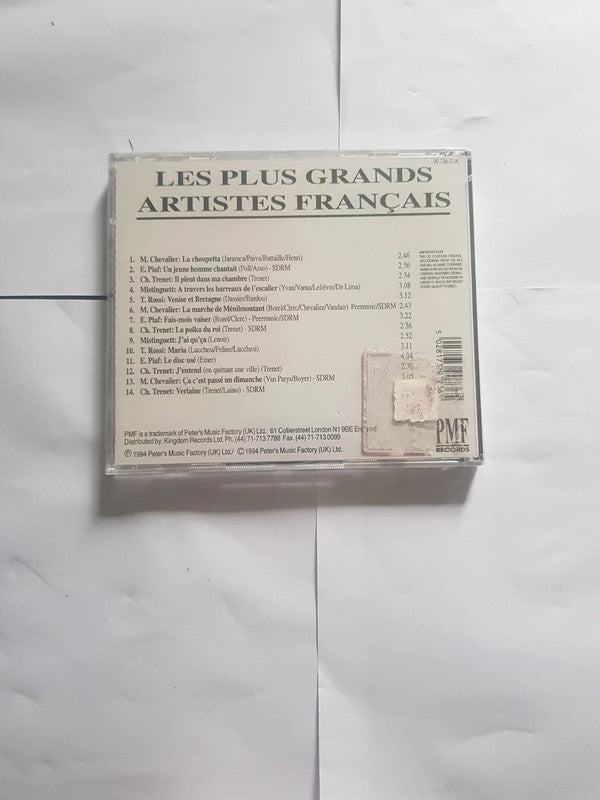 90.736-2 UK
LES PLUS GRANDS
ARTISTES FRANÇAIS
1. M. Chevalier: La choupetta (Jararaca/Paiva/Battaille/Henri) 2.46
2. E. Piaf: Un jeune homme chantait (Poll/Asso) - SDRM 2.56
3. Ch. Trenet: Il pleut dans ma chambre (Trenet) 2.34
4. Mistinguett: A travers les barreaux de l'escalier (Yvan/Vama/Lelièvre/De Lima) 3.08
5. T. Rossi: Venise et Bretagne (Dassier/Bardou) 3.12
6. M. Chevalier: La marche de Ménilmontant (Borel/Clerc/Chevalier/Vandair) Peermusic/SDRM 2.43
7. E. Piaf: Fais-mois valser (Borel/Clerc) - Peermusic/SDRM 3.22
8. Ch. Trenet: La polka du roi (Trenet) - SDRM 2.36
9. Mistinguett: J'ai qu'ça (Lenoir) 2.52
10. T. Rossi: Maria (Lucchesi/Feline/Lucchesi) 3.11
11. E. Piaf: Le disc usé (Emer) 4.04
12. Ch. Trenet: J'entend (en quittant une ville) (Trenet) 2.30
13. M. Chevalier: Ça c'est passé un dimanche (Van Parys/Boyer) - SDRM 3.05
14. Ch. Trenet: Verlaine (Trenet/Luino) - SDRM
PMF is a trademark of Peter's Music Factory (UK) Ltd. 61 Collierstreet London N1 9BE England
Distributed by: Kingdom Records Ltd. Ph. (44) 71-713 7788 Fax. (44) 71-713 0099
Ⓟ 1994 Peter's Music Factory (UK) Ltd./ © 1994 Peter's Music Factory (UK) Ltd.
PMF
RECORDS